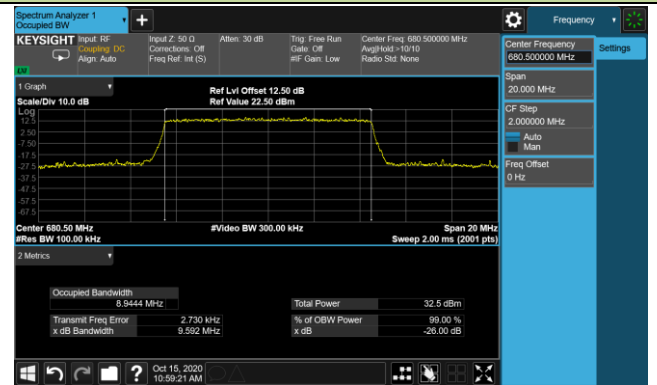 Spectrum Analyzer 1
Occupied BW
Frequency
KEYSIGHT
Input: RF
Coupling: DC
Align: Auto
Input Z: 50 Ω
Corrections: Off
Freq Ref: Int (S)
Atten: 30 dB
Trig: Free Run
Gate: Off
#IF Gain: Low
Center Freq: 680.500000 MHz
Avg|Hold:>10/10
Radio Std: None
Center Frequency
680.500000 MHz
Settings
Span
20.000 MHz
CF Step
2.000000 MHz
Auto
Man
Freq Offset
0 Hz
1 Graph
Scale/Div 10.0 dB
Ref Lvl Offset 12.50 dB
Ref Value 22.50 dBm
Log
12.5
2.50
-7.50
-17.5
-27.5
-37.5
-47.5
-57.5
-67.5
Center 680.50 MHz
#Res BW 100.00 kHz
#Video BW 300.00 kHz
Span 20 MHz
Sweep 2.00 ms (2001 pts)
2 Metrics
Occupied Bandwidth
8.9444 MHz
Transmit Freq Error 2.730 kHz
x dB Bandwidth 9.592 MHz
Total Power 32.5 dBm
% of OBW Power 99.00 %
x dB -26.00 dB
?
Oct 15, 2020
10:59:21 AM